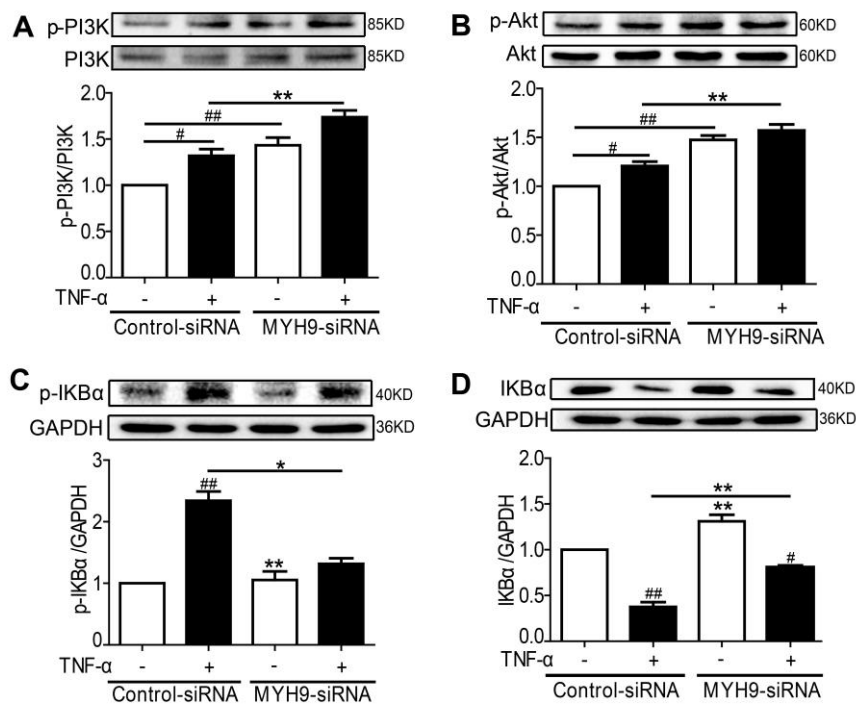 A
p-PI3K
85KD
PI3K
85KD
p-PI3K/PI3K
2.0
1.5
1.0
0.5
0.0
**
##
#
TNF-α - + - +
Control-siRNA MYH9-siRNA
B
p-Akt
60KD
Akt
60KD
p-Akt/Akt
2.0
1.5
1.0
0.5
0.0
**
##
#
TNF-α - + - +
Control-siRNA MYH9-siRNA
C
p-IKBα
40KD
GAPDH
36KD
p-IKBα/GAPDH
3
2
1
0
*
##
**
TNF-α - + - +
Control-siRNA MYH9-siRNA
D
IKBα
40KD
GAPDH
36KD
IKBα/GAPDH
2.0
1.5
1.0
0.5
0.0
**
**
#
##
TNF-α - + - +
Control-siRNA MYH9-siRNA